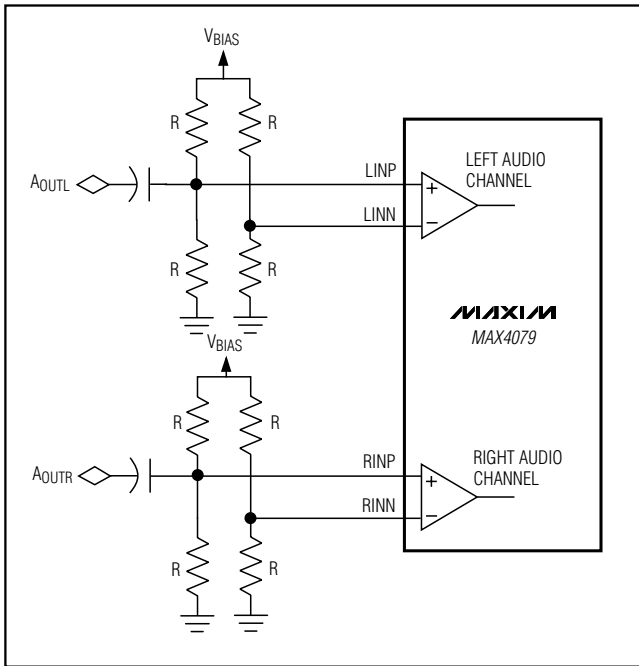 VBIAS
R
R
LINP
LEFT AUDIO
CHANNEL
AOUTL
+
LINN
−
R
R
MAXIM
MAX4079
VBIAS
R
R
RINP
RIGHT AUDIO
CHANNEL
AOUTR
+
RINN
−
R
R